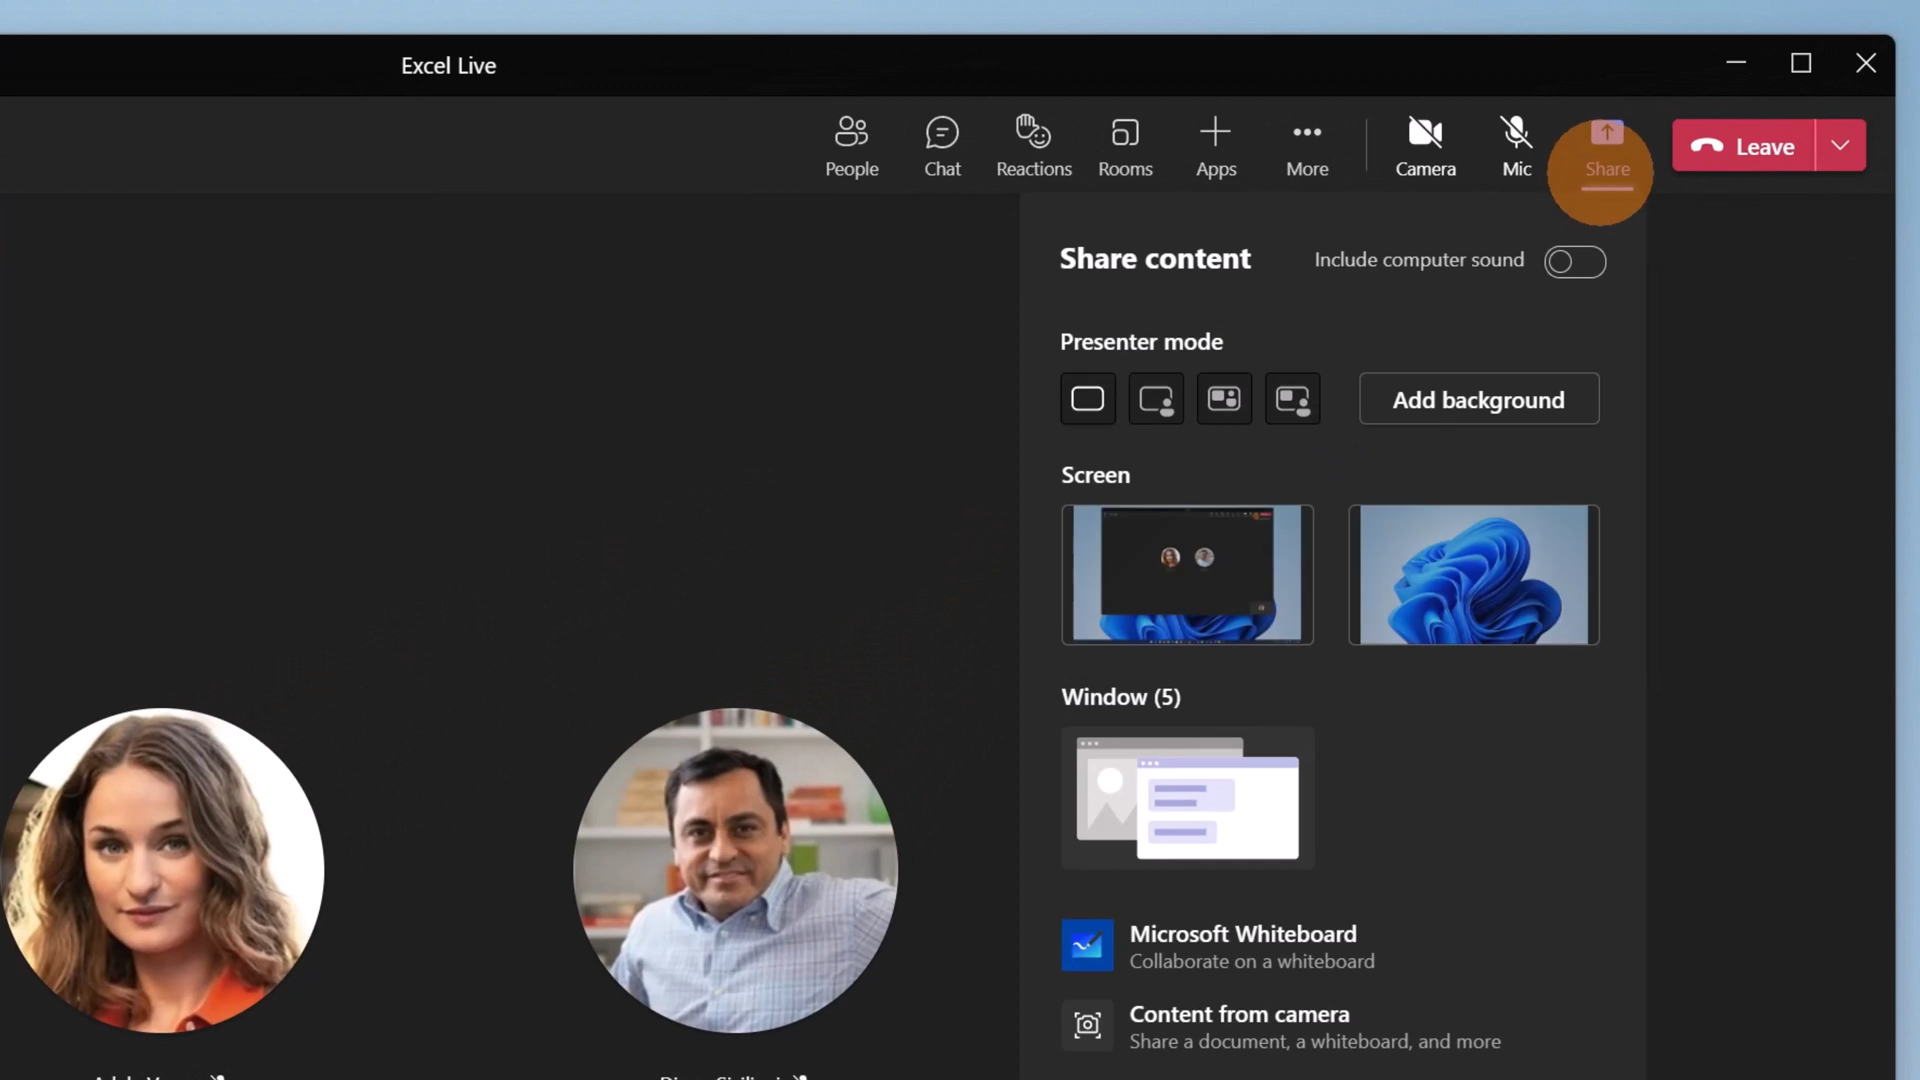 Excel Live
People
Chat
Reactions
Rooms
Apps
More
Camera
Mic
Share
Leave
Share content
Include computer sound
Presenter mode
Add background
Screen
Window (5)
Microsoft Whiteboard
Collaborate on a whiteboard
Content from camera
Share a document, a whiteboard, and more